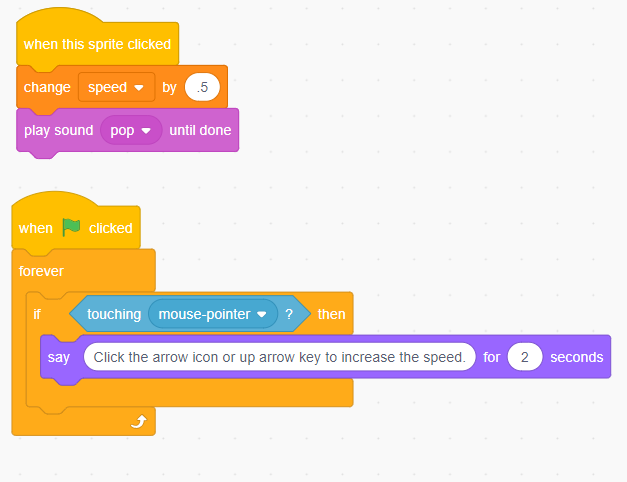 when this sprite clicked
change speed by .5
play sound pop until done
when clicked
forever
if touching mouse-pointer ? then
say Click the arrow icon or up arrow key to increase the speed. for 2 seconds